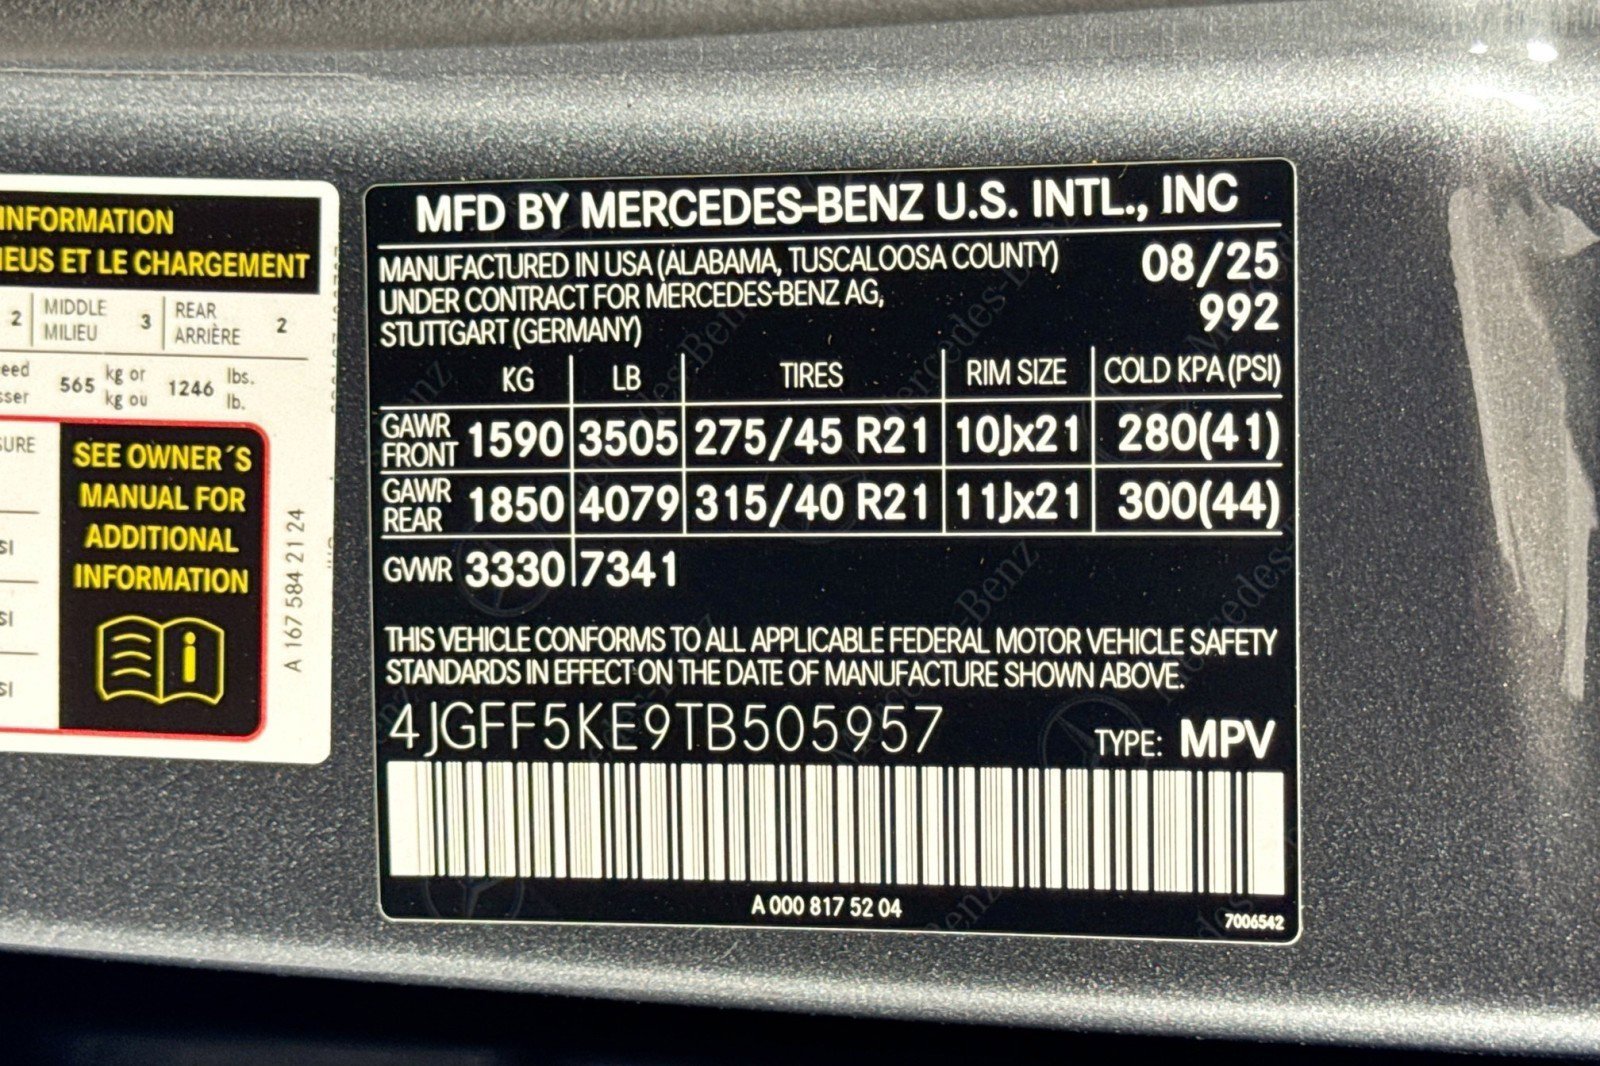 INFORMATION
NEUS ET LE CHARGEMENT
2 MIDDLE MILIEU 3 REAR ARRIÈRE 2
565 kg or kg ou 1246 lbs. lb.
SEE OWNER´S
MANUAL FOR
ADDITIONAL
INFORMATION
A 167 584 21 24
MFD BY MERCEDES-BENZ U.S. INTL., INC
MANUFACTURED IN USA (ALABAMA, TUSCALOOSA COUNTY) 08/25
UNDER CONTRACT FOR MERCEDES-BENZ AG, 992
STUTTGART (GERMANY)
KG LB TIRES RIM SIZE COLD KPA (PSI)
GAWR FRONT 1590 3505 275/45 R21 10Jx21 280(41)
GAWR REAR 1850 4079 315/40 R21 11Jx21 300(44)
GVWR 3330 7341
THIS VEHICLE CONFORMS TO ALL APPLICABLE FEDERAL MOTOR VEHICLE SAFETY
STANDARDS IN EFFECT ON THE DATE OF MANUFACTURE SHOWN ABOVE.
4JGFF5KE9TB505957 TYPE: MPV
A 000 817 52 04
7006542